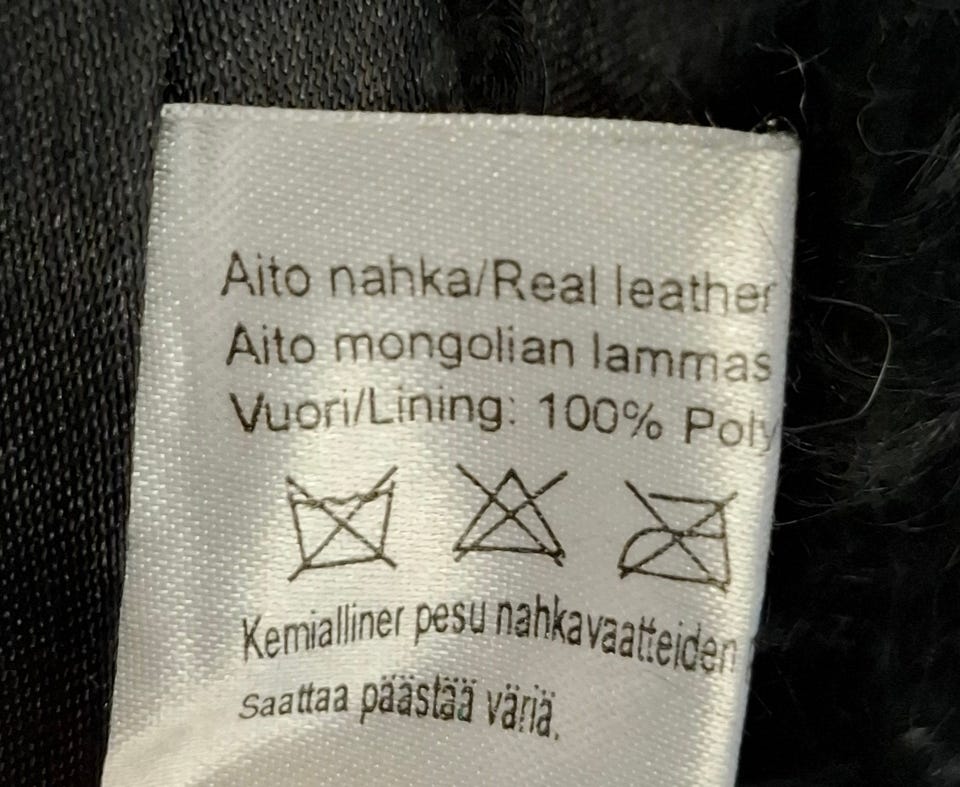 Aito nahka/Real leather
Aito mongolian lammas
Vuori/Lining: 100% Poly
Kemialliner pesu nahkavaatteiden
Saattaa päästää väriä.